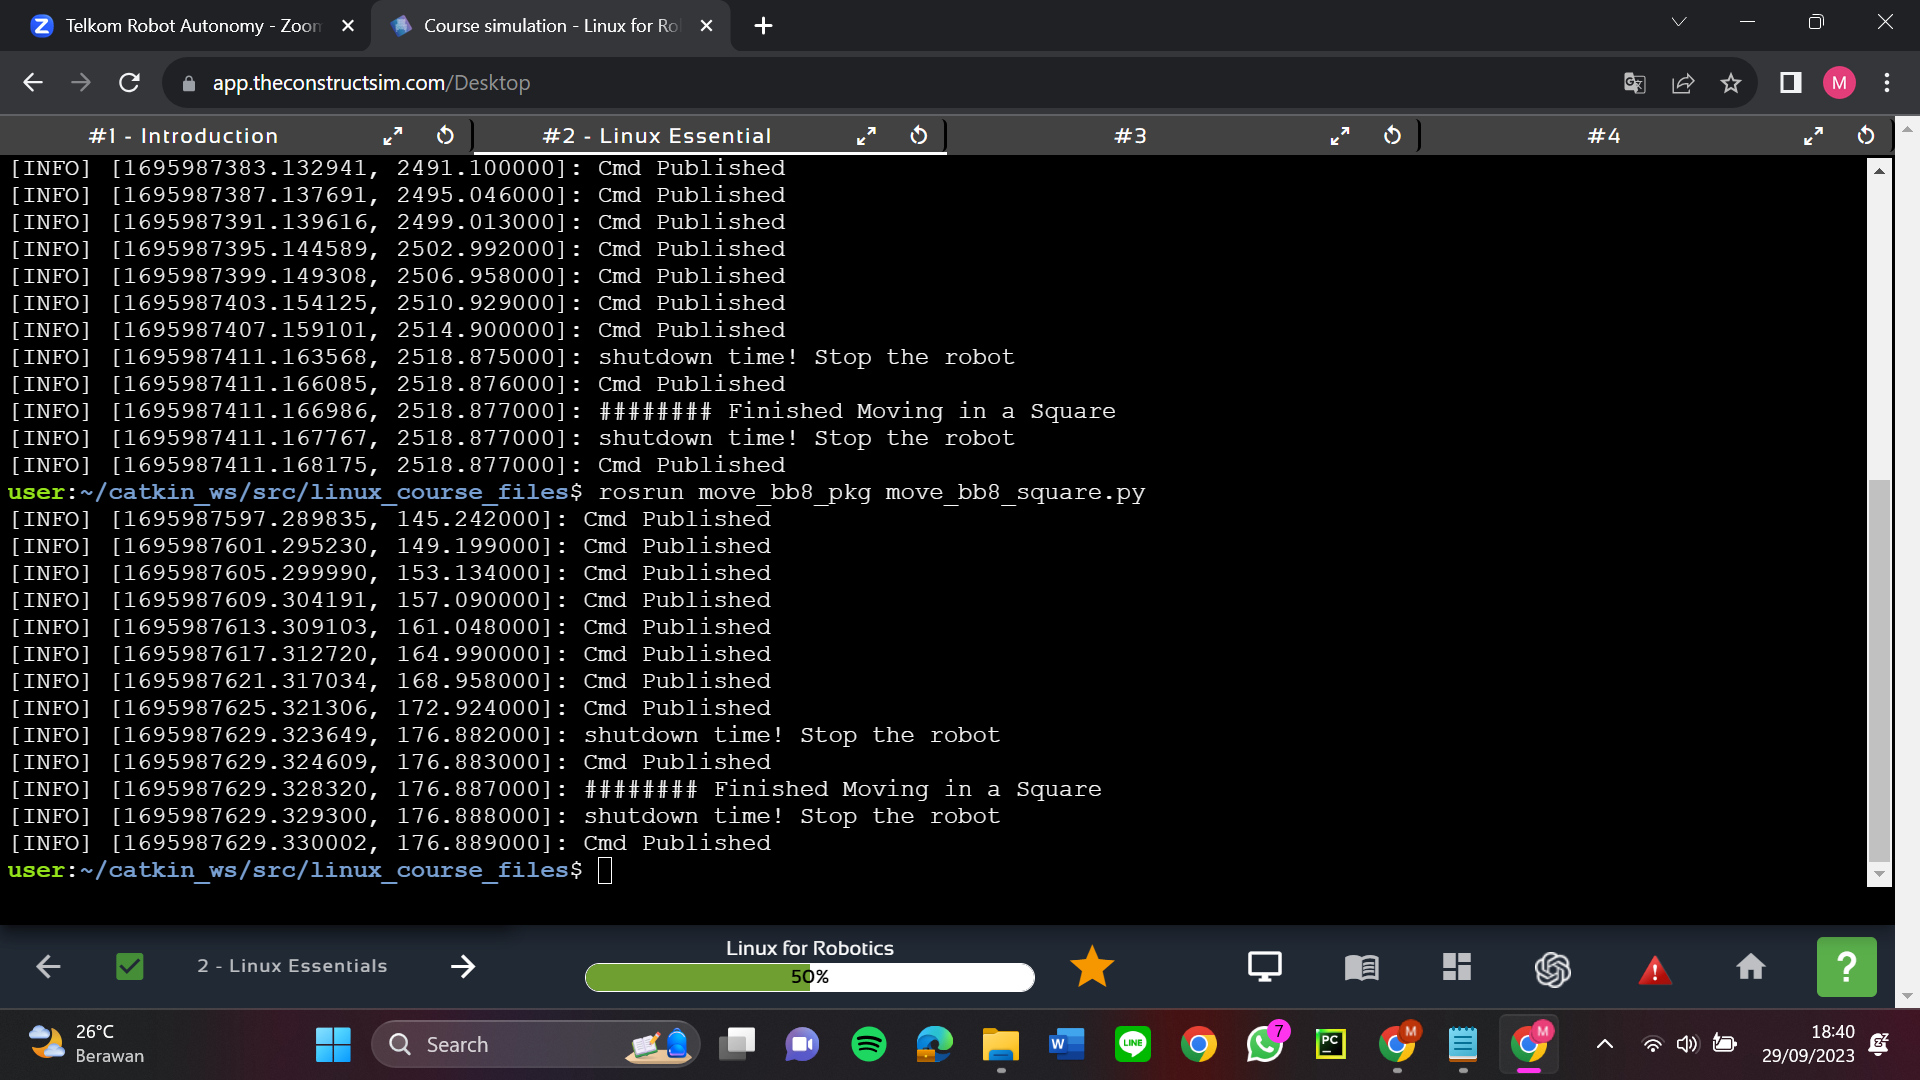 Telkom Robot Autonomy - Zoom
Course simulation - Linux for Ro
app.theconstructsim.com/Desktop
M
#1 - Introduction
#2 - Linux Essential
#3
#4
[INFO] [1695987383.132941, 2491.100000]: Cmd Published
[INFO] [1695987387.137691, 2495.046000]: Cmd Published
[INFO] [1695987391.139616, 2499.013000]: Cmd Published
[INFO] [1695987395.144589, 2502.992000]: Cmd Published
[INFO] [1695987399.149308, 2506.958000]: Cmd Published
[INFO] [1695987403.154125, 2510.929000]: Cmd Published
[INFO] [1695987407.159101, 2514.900000]: Cmd Published
[INFO] [1695987411.163568, 2518.875000]: shutdown time! Stop the robot
[INFO] [1695987411.166085, 2518.876000]: Cmd Published
[INFO] [1695987411.166986, 2518.877000]: ######## Finished Moving in a Square
[INFO] [1695987411.167767, 2518.877000]: shutdown time! Stop the robot
[INFO] [1695987411.168175, 2518.877000]: Cmd Published
user:~/catkin_ws/src/linux_course_files$ rosrun move_bb8_pkg move_bb8_square.py
[INFO] [1695987597.289835, 145.242000]: Cmd Published
[INFO] [1695987601.295230, 149.199000]: Cmd Published
[INFO] [1695987605.299990, 153.134000]: Cmd Published
[INFO] [1695987609.304191, 157.090000]: Cmd Published
[INFO] [1695987613.309103, 161.048000]: Cmd Published
[INFO] [1695987617.312720, 164.990000]: Cmd Published
[INFO] [1695987621.317034, 168.958000]: Cmd Published
[INFO] [1695987625.321306, 172.924000]: Cmd Published
[INFO] [1695987629.323649, 176.882000]: shutdown time! Stop the robot
[INFO] [1695987629.324609, 176.883000]: Cmd Published
[INFO] [1695987629.328320, 176.887000]: ######## Finished Moving in a Square
[INFO] [1695987629.329300, 176.888000]: shutdown time! Stop the robot
[INFO] [1695987629.330002, 176.889000]: Cmd Published
user:~/catkin_ws/src/linux_course_files$
2 - Linux Essentials
Linux for Robotics
50%
?
26°C
Berawan
Search
W
LINE
7
PC
M
M
18:40
29/09/2023